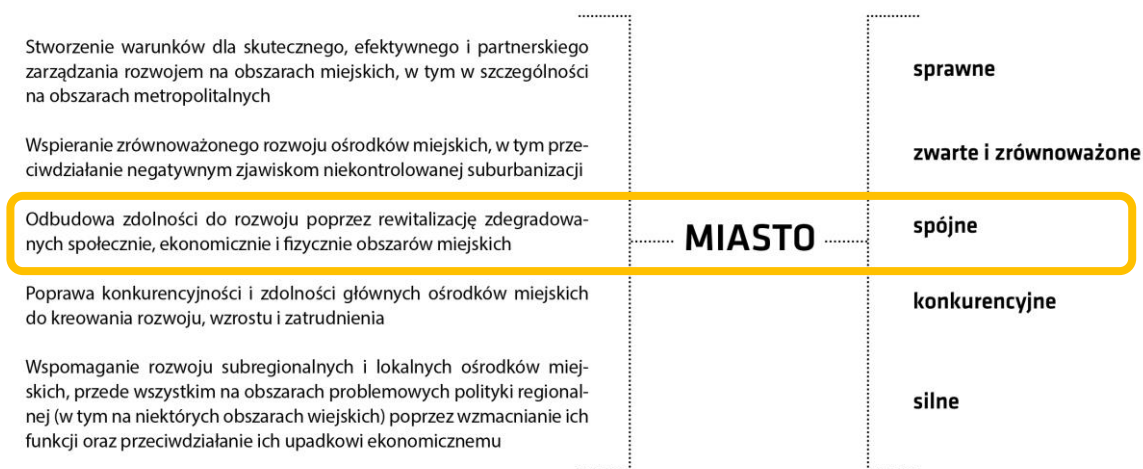 Stworzenie warunków dla skutecznego, efektywnego i partnerskiego
zarządzania rozwojem na obszarach miejskich, w tym w szczególności
na obszarach metropolitalnych
sprawne
Wspieranie zrównoważonego rozwoju ośrodków miejskich, w tym prze-
ciwdziałanie negatywnym zjawiskom niekontrolowanej suburbanizacji
zwarte i zrównoważone
Odbudowa zdolności do rozwoju poprzez rewitalizację zdegradowa-
nych społecznie, ekonomicznie i fizycznie obszarów miejskich
MIASTO
spójne
Poprawa konkurencyjności i zdolności głównych ośrodków miejskich
do kreowania rozwoju, wzrostu i zatrudnienia
konkurencyjne
Wspomaganie rozwoju subregionalnych i lokalnych ośrodków miej-
skich, przede wszystkim na obszarach problemowych polityki regional-
nej (w tym na niektórych obszarach wiejskich) poprzez wzmacnianie ich
funkcji oraz przeciwdziałanie ich upadkowi ekonomicznemu
silne